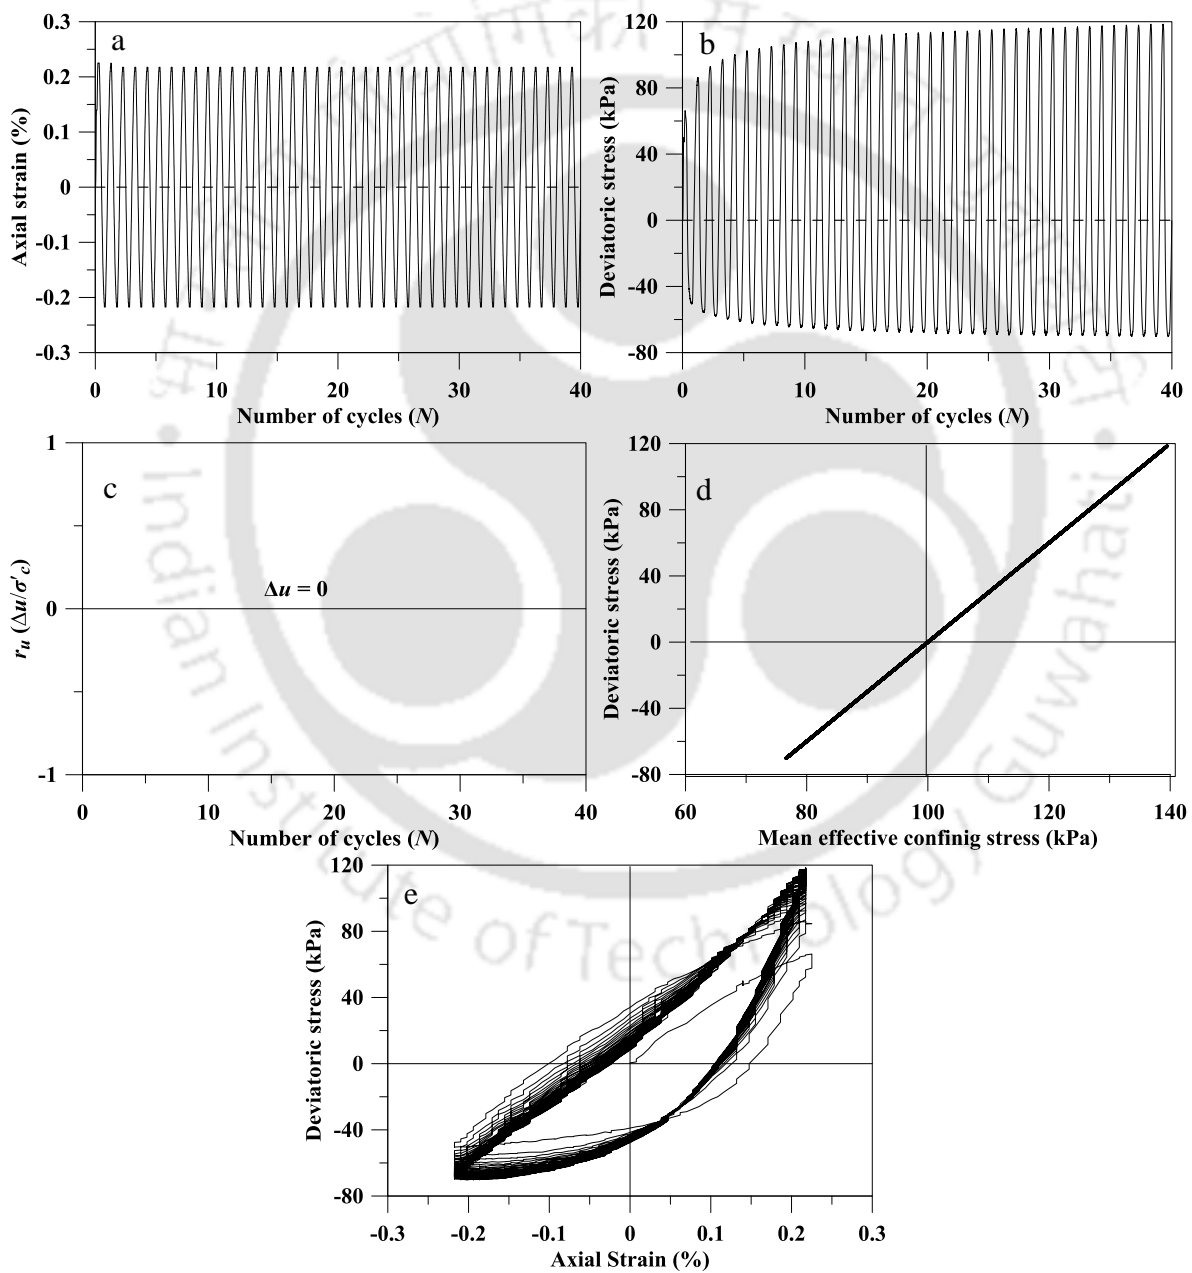 a
0.3
0.2
0.1
0
-0.1
-0.2
-0.3
Axial strain (%)
0 10 20 30 40
Number of cycles (N)
b
120
80
40
0
-40
-80
Deviatoric stress (kPa)
0 10 20 30 40
Number of cycles (N)
c
1
0
-1
r_u (Δu/σ'_c)
Δu = 0
0 10 20 30 40
Number of cycles (N)
d
120
80
40
0
-40
-80
Deviatoric stress (kPa)
60 80 100 120 140
Mean effective confinig stress (kPa)
e
120
80
40
0
-40
-80
Deviatoric stress (kPa)
-0.3 -0.2 -0.1 0 0.1 0.2 0.3
Axial Strain (%)
Indian Institute of Technology Guwahati